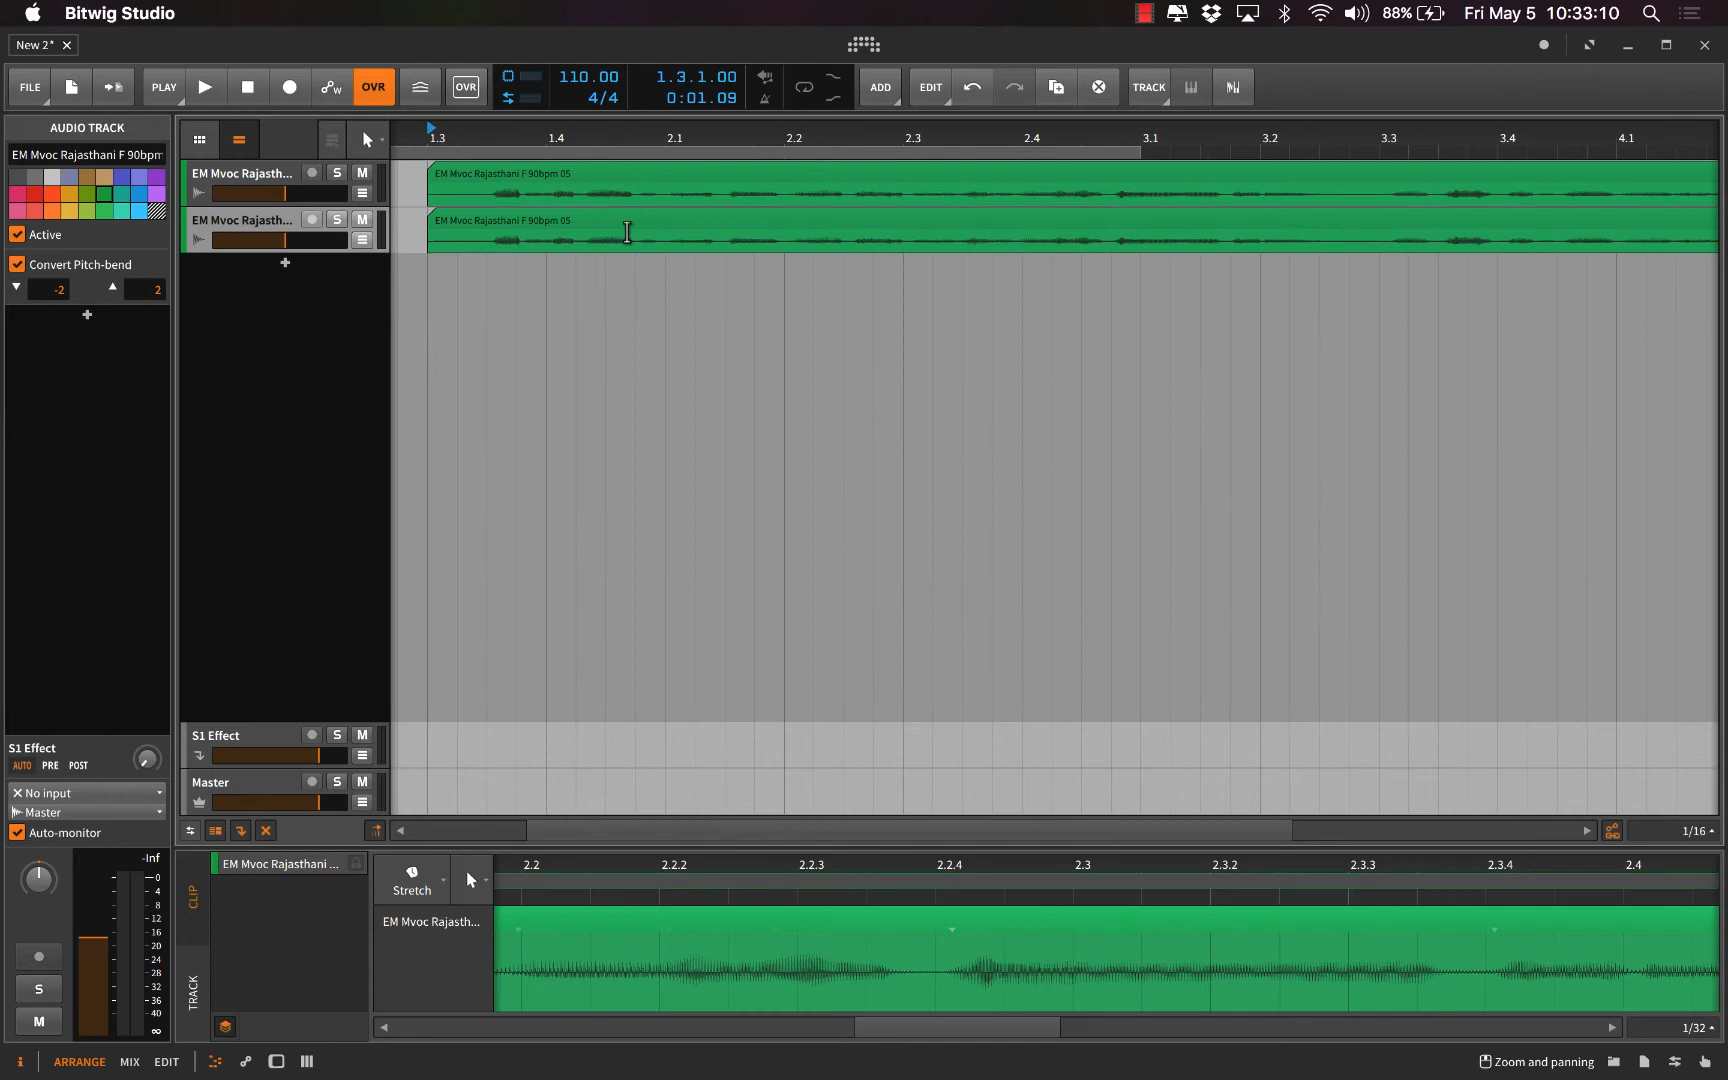 Bitwig Studio
88%
Fri May 5 10:33:10
New 2*
FILE
PLAY
OVR
OVR
110.00
4/4
1.3.1.00
0:01.09
ADD
EDIT
TRACK
AUDIO TRACK
EM Mvoc Rajasthani F 90bpm
Active
Convert Pitch-bend
-2
2
1.3
1.4
2.1
2.2
2.3
2.4
3.1
3.2
3.3
3.4
4.1
EM Mvoc Rajasth...
S
M
EM Mvoc Rajasthani F 90bpm 05
EM Mvoc Rajasth...
S
M
EM Mvoc Rajasthani F 90bpm 05
S1 Effect
S
M
Master
S
M
1/16
S1 Effect
AUTO
PRE
POST
No input
Master
Auto-monitor
-Inf
0
4
8
12
16
20
24
28
32
36
40
∞
S
M
CLIP
TRACK
EM Mvoc Rajasthani ...
Stretch
EM Mvoc Rajasth...
2.2
2.2.2
2.2.3
2.2.4
2.3
2.3.2
2.3.3
2.3.4
2.4
1/32
i
ARRANGE
MIX
EDIT
Zoom and panning